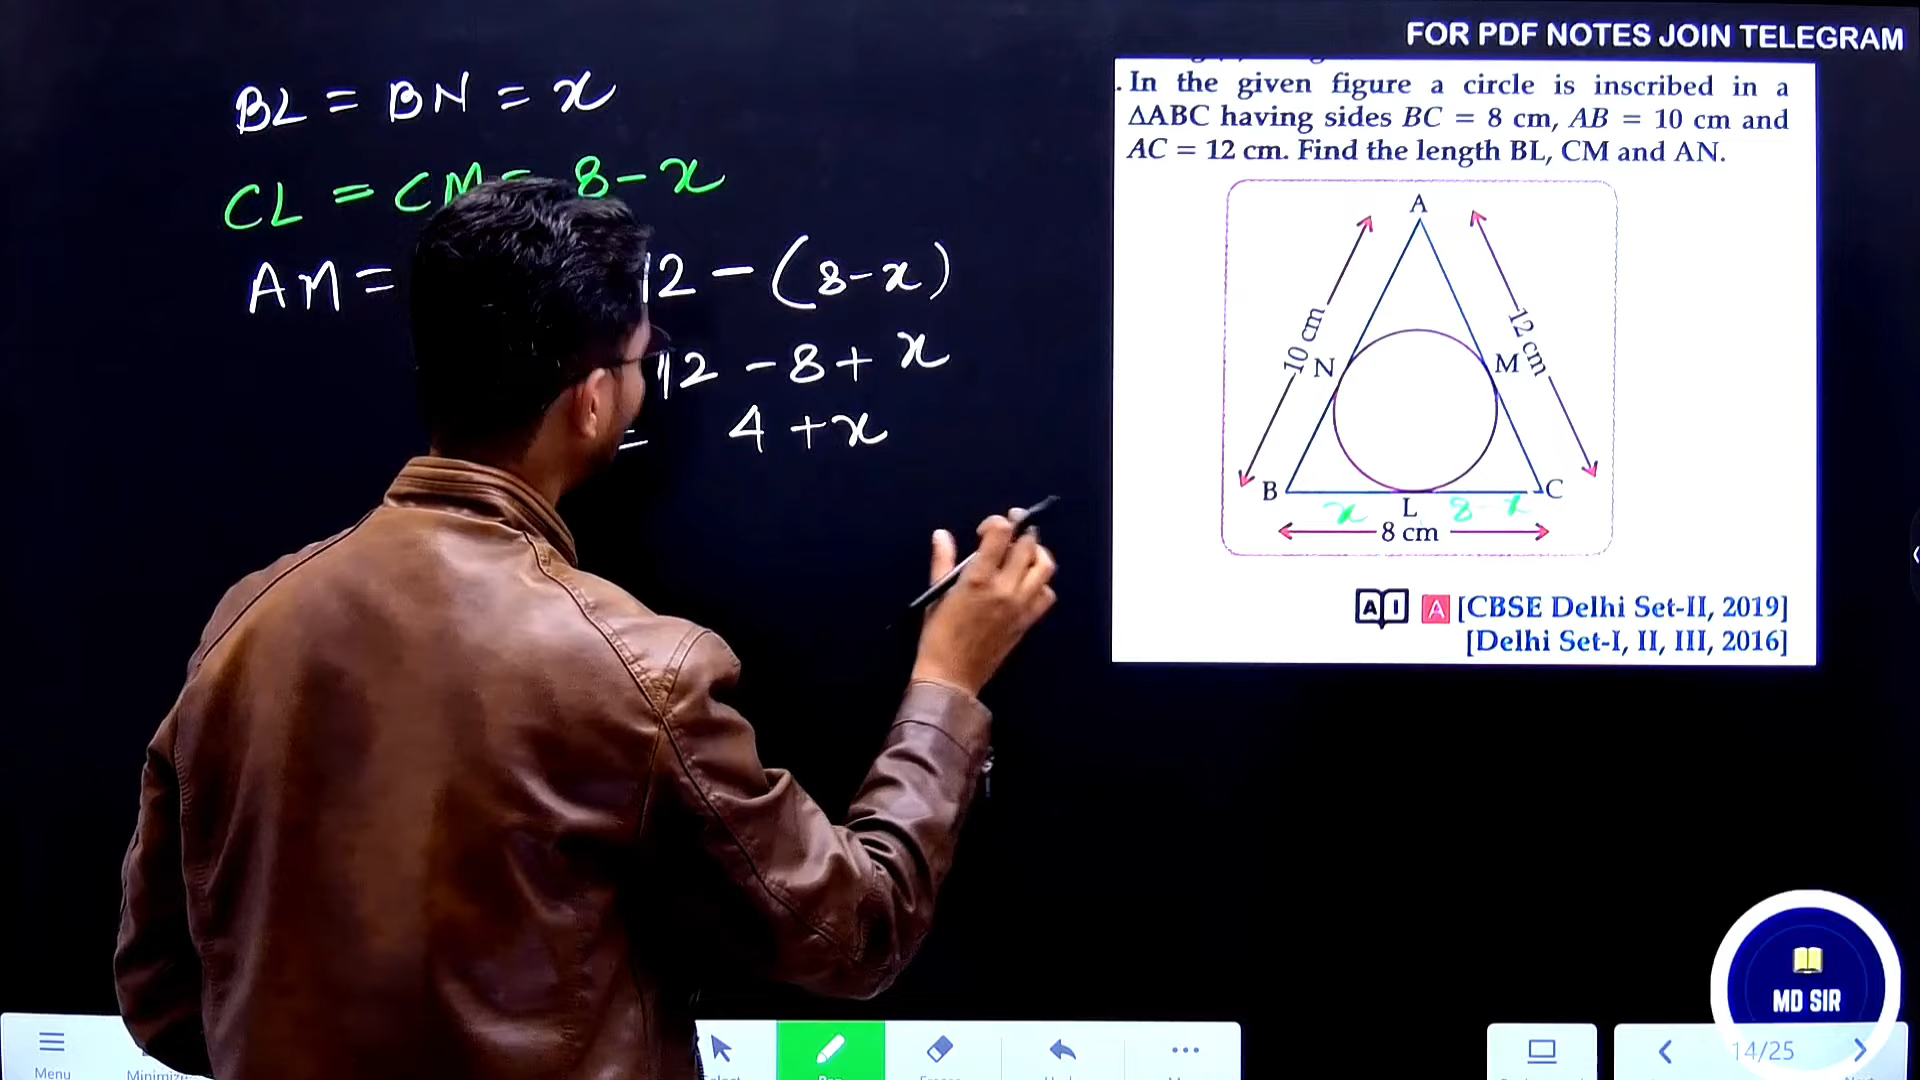 FOR PDF NOTES JOIN TELEGRAM
BL = BN = x
CL = CM = 8-x
AM = 12 - (8-x)
12 - 8 + x
= 4 + x
. In the given figure a circle is inscribed in a
ΔABC having sides BC = 8 cm, AB = 10 cm and
AC = 12 cm. Find the length BL, CM and AN.
A
10 cm
12 cm
N
M
B
L
C
x
8-x
8 cm
AI A [CBSE Delhi Set-II, 2019]
[Delhi Set-I, II, III, 2016]
MD SIR
Menu
14/25